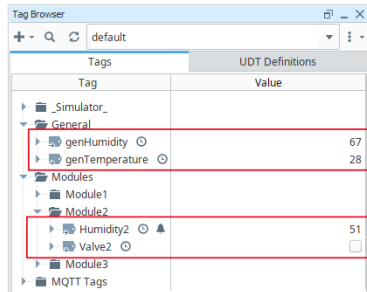 Tag Browser
default
Tags UDT Definitions
Tag Value
_Simulator_
General
genHumidity 67
genTemperature 28
Modules
Module1
Module2
Humidity2 51
Valve2
Module3
MQTT Tags